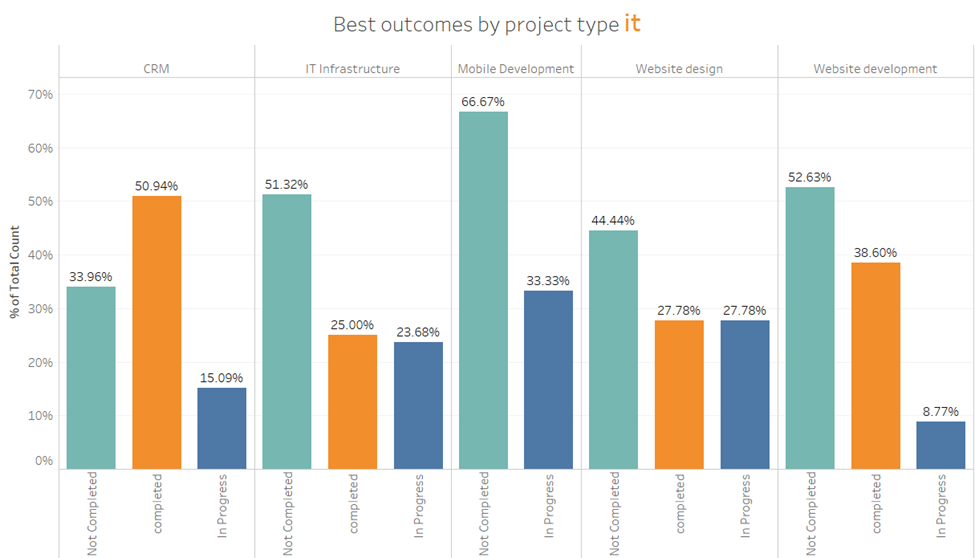 Best outcomes by project type it
CRM
IT Infrastructure
Mobile Development
Website design
Website development
% of Total Count
70%
60%
50%
40%
30%
20%
10%
0%
33.96%
50.94%
15.09%
51.32%
25.00%
23.68%
66.67%
33.33%
44.44%
27.78%
27.78%
52.63%
38.60%
8.77%
Not Completed
completed
In Progress
Not Completed
completed
In Progress
Not Completed
In Progress
Not Completed
completed
In Progress
Not Completed
completed
In Progress